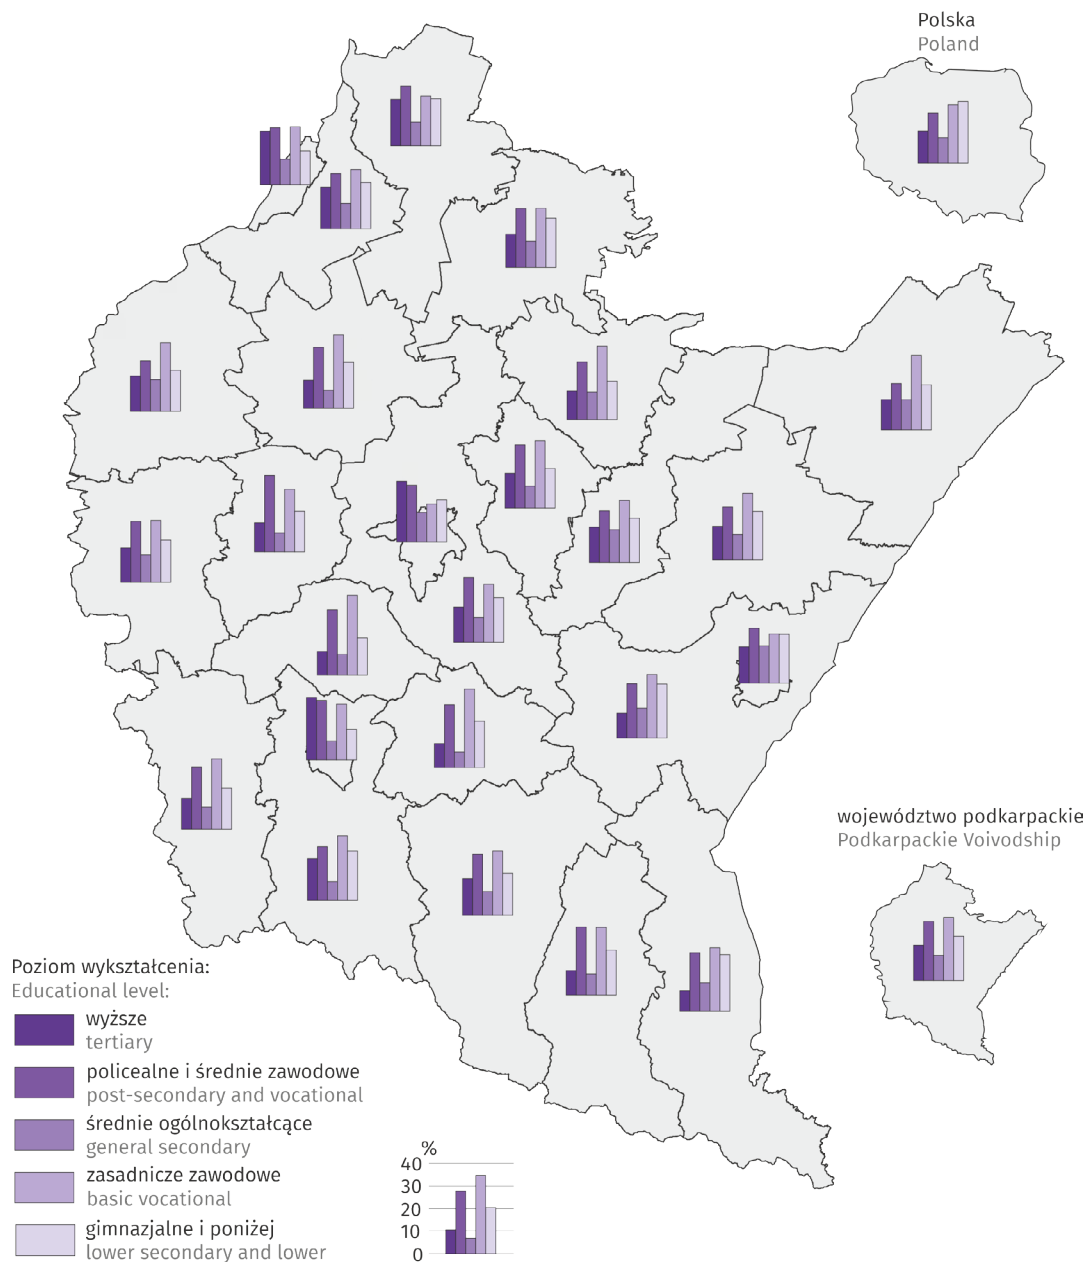 Polska
Poland
województwo podkarpackie
Podkarpackie Voivodship
Poziom wykształcenia:
Educational level:
wyższe
tertiary
policealne i średnie zawodowe
post-secondary and vocational
średnie ogólnokształcące
general secondary
zasadnicze zawodowe
basic vocational
gimnazjalne i poniżej
lower secondary and lower
%
40
30
20
10
0